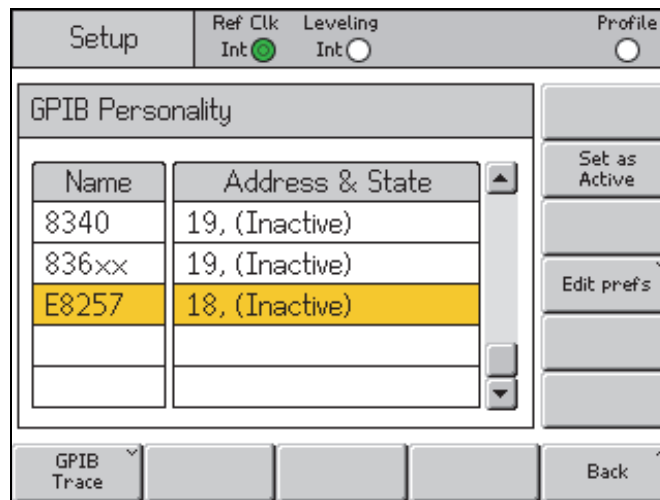 Setup
Ref Clk
Int
Leveling
Int
Profile
GPIB Personality
Name
Address & State
8340
19, (Inactive)
836xx
19, (Inactive)
E8257
18, (Inactive)
Set as
Active
Edit prefs
GPIB
Trace
Back